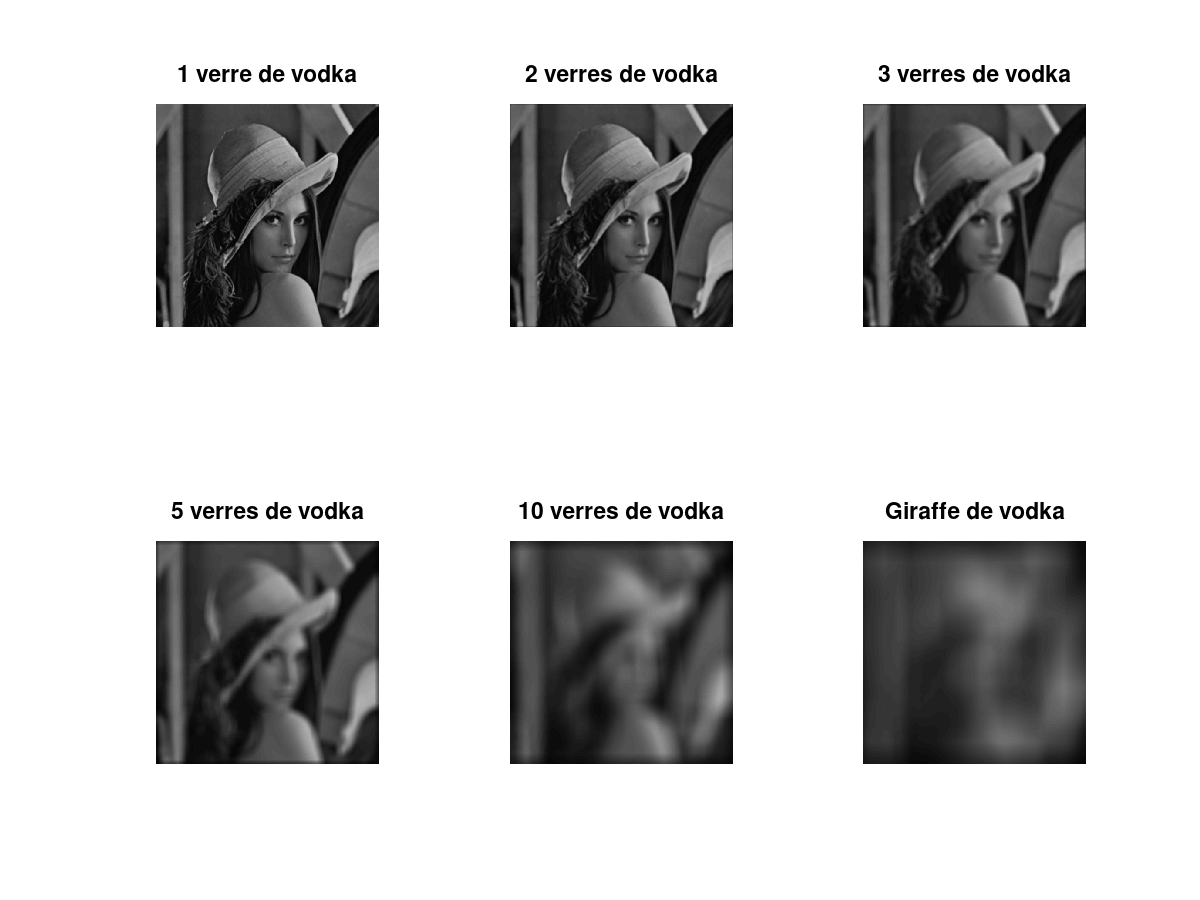 1 verre de vodka
2 verres de vodka
3 verres de vodka
5 verres de vodka
10 verres de vodka
Giraffe de vodka